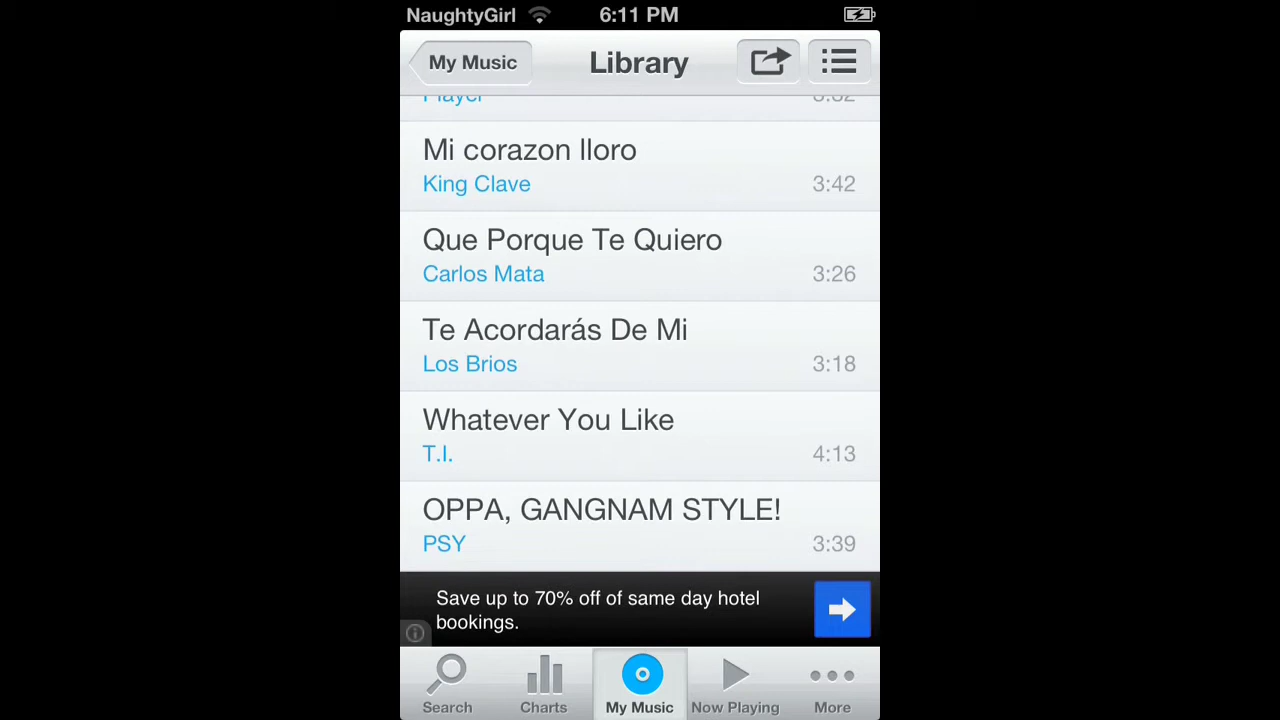 NaughtyGirl 6:11 PM
My Music Library
Player 3:32
Mi corazon lloro
King Clave 3:42
Que Porque Te Quiero
Carlos Mata 3:26
Te Acordarás De Mi
Los Brios 3:18
Whatever You Like
T.I. 4:13
OPPA, GANGNAM STYLE!
PSY 3:39
Save up to 70% off of same day hotel
bookings.
Search Charts My Music Now Playing More